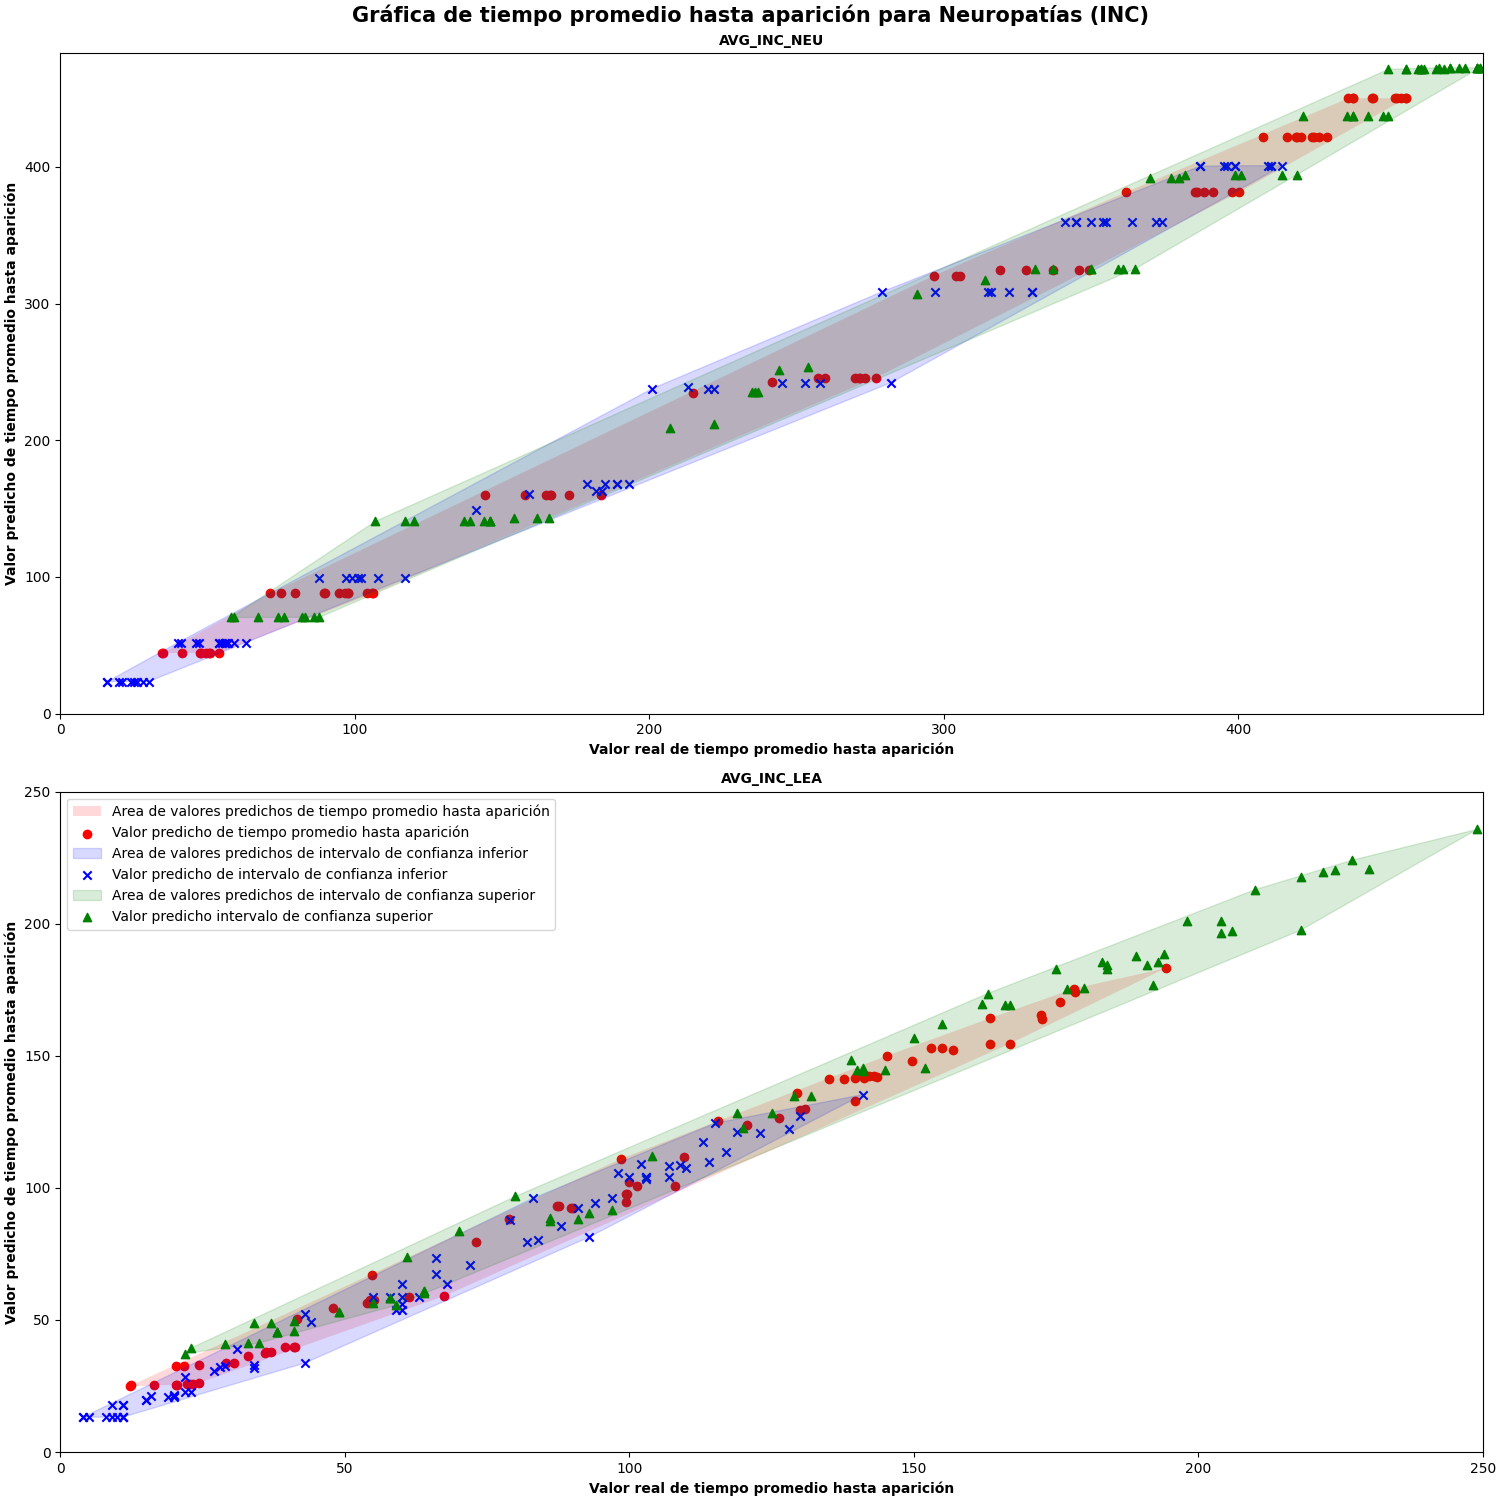 Gráfica de tiempo promedio hasta aparición para Neuropatías (INC)
AVG_INC_NEU
Valor predicho de tiempo promedio hasta aparición
400
300
200
100
0
0 100 200 300 400
Valor real de tiempo promedio hasta aparición
AVG_INC_LEA
Valor predicho de tiempo promedio hasta aparición
250
200
150
100
50
0
Area de valores predichos de tiempo promedio hasta aparición
Valor predicho de tiempo promedio hasta aparición
Area de valores predichos de intervalo de confianza inferior
Valor predicho de intervalo de confianza inferior
Area de valores predichos de intervalo de confianza superior
Valor predicho intervalo de confianza superior
0 50 100 150 200 250
Valor real de tiempo promedio hasta aparición